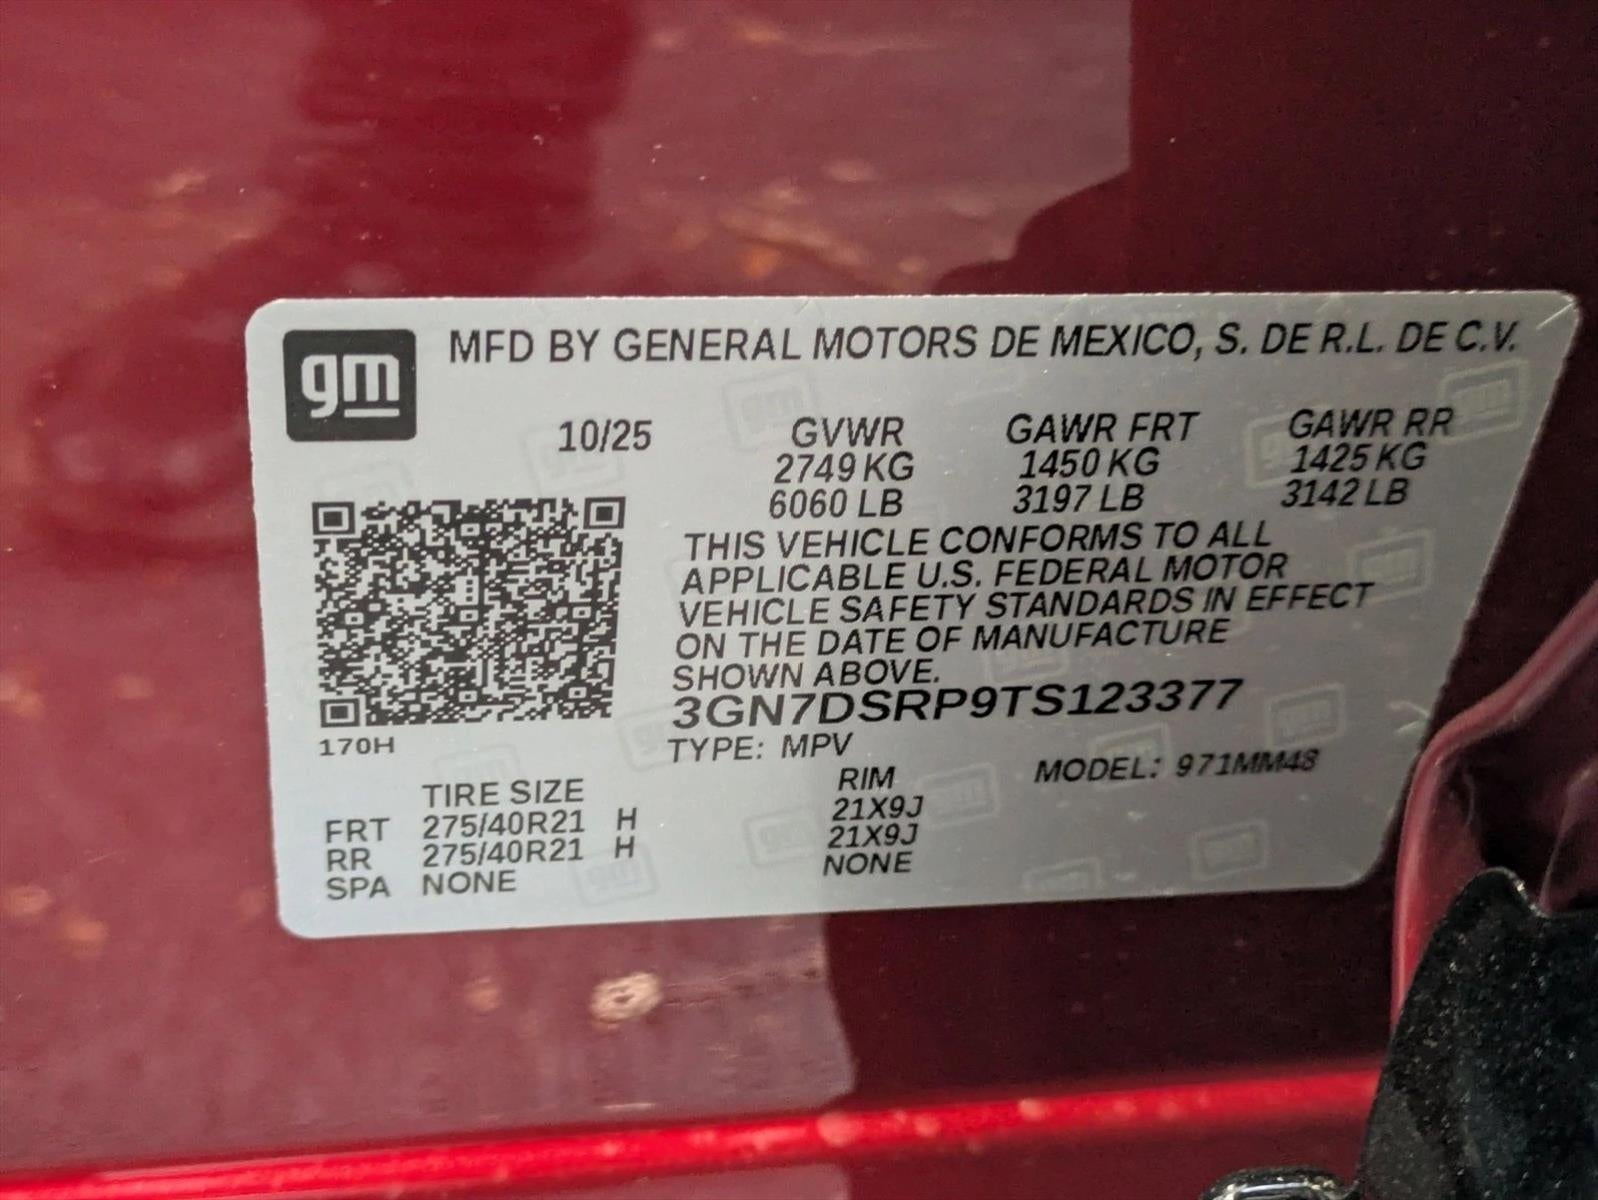 gm
MFD BY GENERAL MOTORS DE MEXICO, S. DE R.L. DE C.V.
10/25 GVWR GAWR FRT GAWR RR
2749 KG 1450 KG 1425 KG
6060 LB 3197 LB 3142 LB
THIS VEHICLE CONFORMS TO ALL
APPLICABLE U.S. FEDERAL MOTOR
VEHICLE SAFETY STANDARDS IN EFFECT
ON THE DATE OF MANUFACTURE
SHOWN ABOVE.
3GN7DSRP9TS123377
170H
TYPE: MPV MODEL: 971MM48
TIRE SIZE RIM
FRT 275/40R21 H 21X9J
RR 275/40R21 H 21X9J
SPA NONE NONE